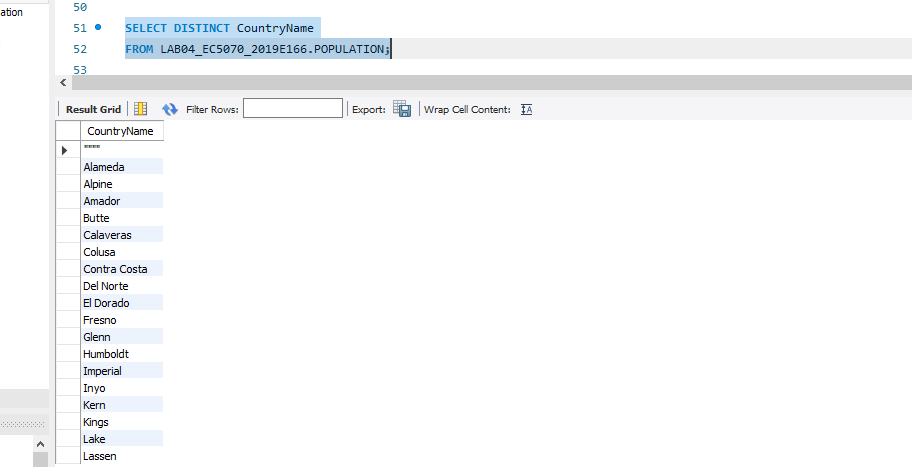 ation
50
51 SELECT DISTINCT CountryName
52 FROM LAB04_EC5070_2019E166.POPULATION;
53
Result Grid Filter Rows: Export: Wrap Cell Content:
CountryName
""""
Alameda
Alpine
Amador
Butte
Calaveras
Colusa
Contra Costa
Del Norte
El Dorado
Fresno
Glenn
Humboldt
Imperial
Inyo
Kern
Kings
Lake
Lassen